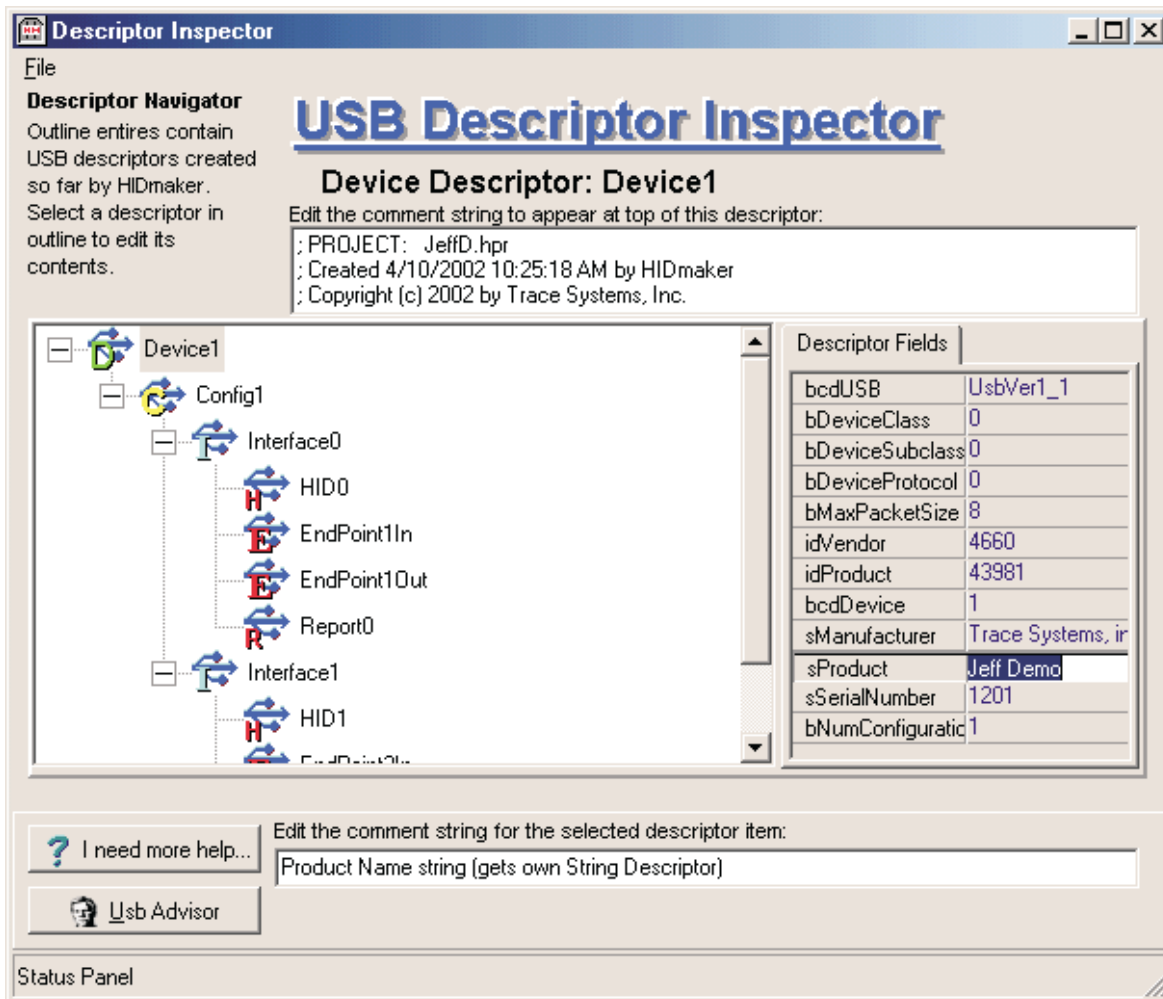 Descriptor Inspector
File
Descriptor Navigator
Outline entires contain
USB descriptors created
so far by HIDmaker.
Select a descriptor in
outline to edit its
contents.
USB Descriptor Inspector
Device Descriptor: Device1
Edit the comment string to appear at top of this descriptor:
; PROJECT:   JeffD.hpr
; Created 4/10/2002 10:25:18 AM by HIDmaker
; Copyright (c) 2002 by Trace Systems, Inc.
Device1
Config1
Interface0
HID0
EndPoint1In
EndPoint1Out
Report0
Interface1
HID1
Descriptor Fields
bcdUSB UsbVer1_1
bDeviceClass 0
bDeviceSubclass 0
bDeviceProtocol 0
bMaxPacketSize 8
idVendor 4660
idProduct 43981
bcdDevice 1
sManufacturer Trace Systems, in
sProduct Jeff Demo
sSerialNumber 1201
bNumConfiguratic 1
I need more help...
Usb Advisor
Edit the comment string for the selected descriptor item:
Product Name string (gets own String Descriptor)
Status Panel